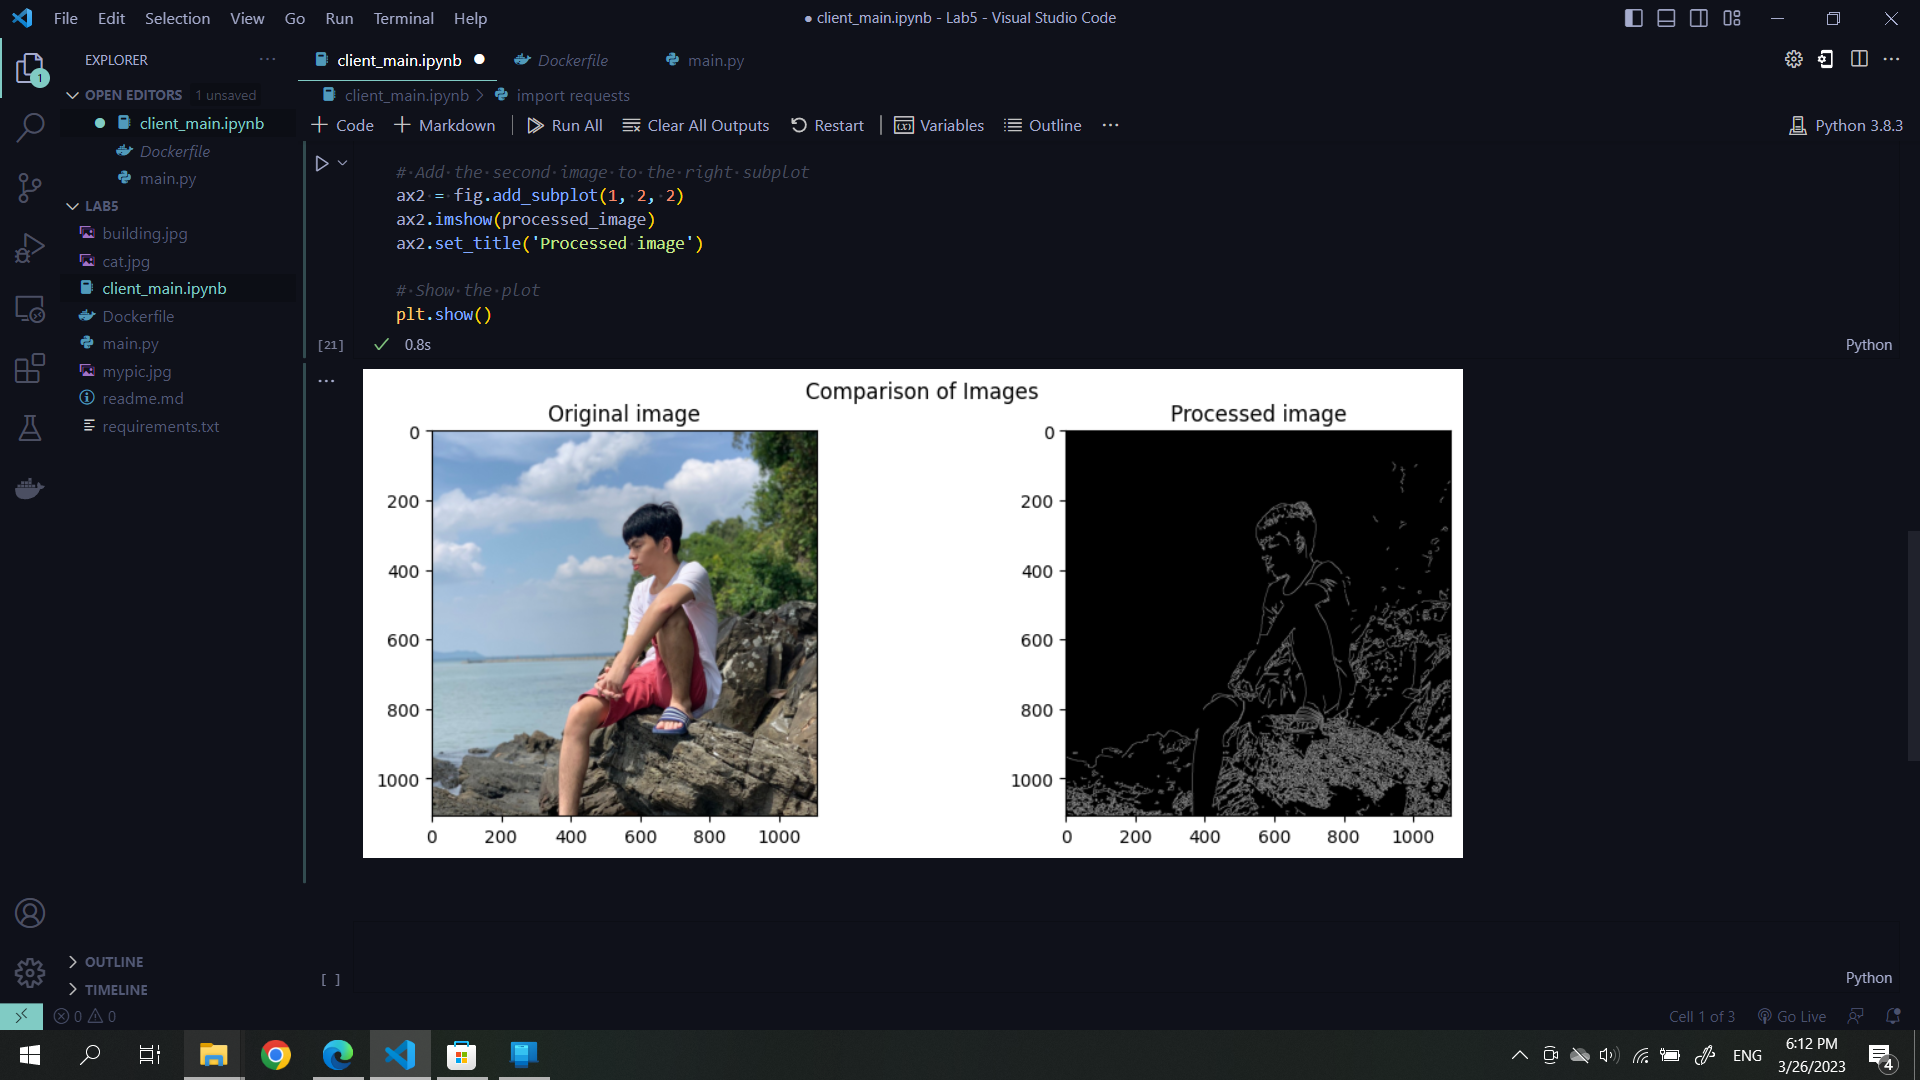 File Edit Selection View Go Run Terminal Help
● client_main.ipynb - Lab5 - Visual Studio Code
1
EXPLORER
OPEN EDITORS 1 unsaved
client_main.ipynb
Dockerfile
main.py
LAB5
building.jpg
cat.jpg
client_main.ipynb
Dockerfile
main.py
mypic.jpg
readme.md
requirements.txt
OUTLINE
TIMELINE
client_main.ipynb Dockerfile main.py
client_main.ipynb > import requests
+ Code + Markdown | Run All Clear All Outputs Restart | Variables Outline ···
Python 3.8.3
# Add the second image to the right subplot
ax2 = fig.add_subplot(1, 2, 2)
ax2.imshow(processed_image)
ax2.set_title('Processed image')
# Show the plot
plt.show()
[21] 0.8s
Python
Comparison of Images
Original image
0
200
400
600
800
1000
0 200 400 600 800 1000
Processed image
0
200
400
600
800
1000
0 200 400 600 800 1000
[ ]
Python
0 0
Cell 1 of 3 Go Live
ENG
6:12 PM
3/26/2023
4